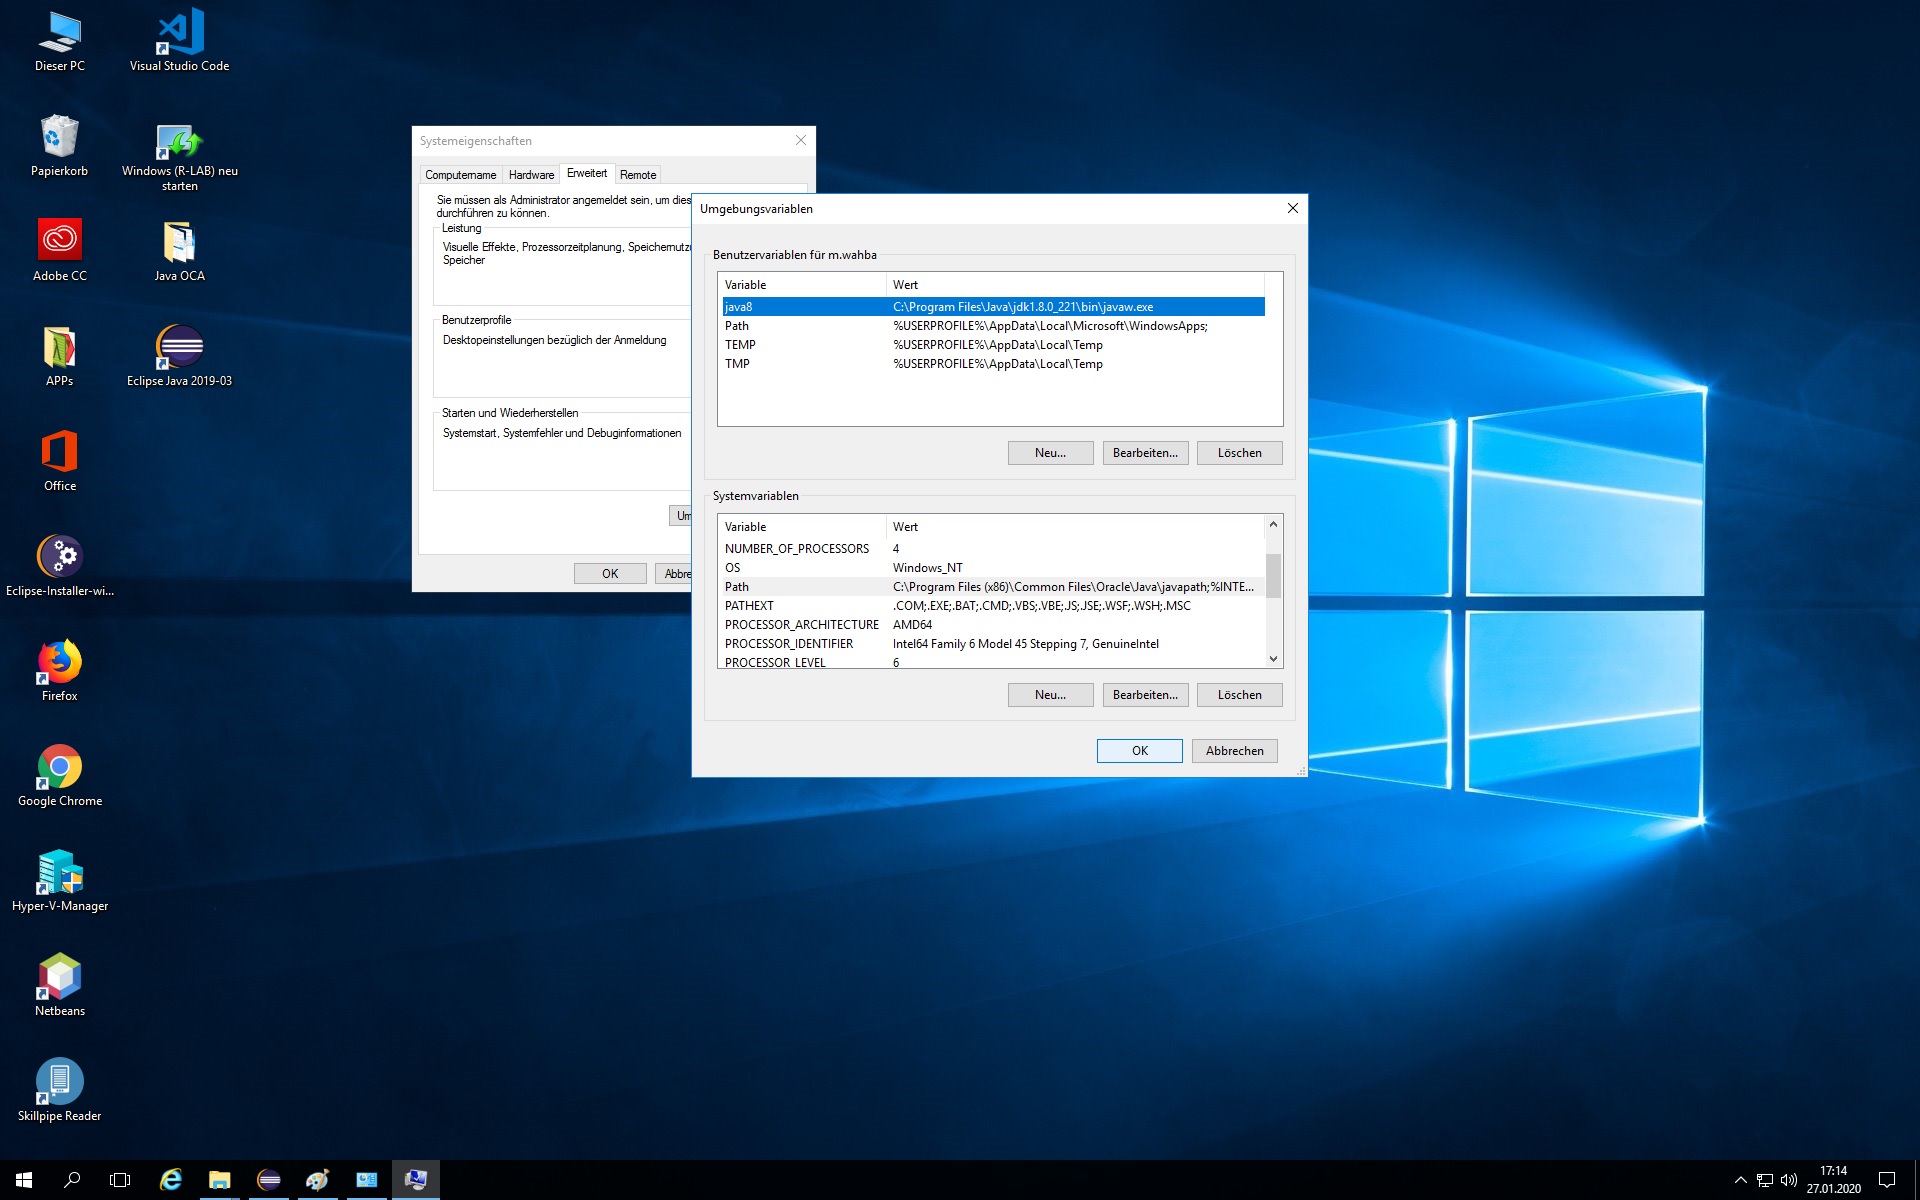 Dieser PC
Visual Studio Code
Papierkorb
Windows (R-LAB) neu
starten
Adobe CC
Java OCA
APPs
Eclipse Java 2019-03
Office
Eclipse-Installer-wi...
Firefox
Google Chrome
Hyper-V-Manager
Netbeans
Skillpipe Reader
Systemeigenschaften
Computername
Hardware
Erweitert
Remote
Sie müssen als Administrator angemeldet sein, um
durchführen zu können.
Leistung
Visuelle Effekte, Prozessorzeitplanung,
Speicher
Benutzerprofile
Desktopeinstellungen bezüglich der Anmeldung
Starten und Wiederherstellen
Systemstart, Systemfehler und Debuginformationen
OK
Umgebungsvariablen
Benutzervariablen für m.wahba
Variable Wert
java8 C:\Program Files\Java\jdk1.8.0_221\bin\javaw.exe
Path %USERPROFILE%\AppData\Local\Microsoft\WindowsApps;
TEMP %USERPROFILE%\AppData\Local\Temp
TMP %USERPROFILE%\AppData\Local\Temp
Neu... Bearbeiten... Löschen
Systemvariablen
Variable Wert
NUMBER_OF_PROCESSORS 4
OS Windows_NT
Path C:\Program Files (x86)\Common Files\Oracle\Java\javapath;%INTE...
PATHEXT .COM;.EXE;.BAT;.CMD;.VBS;.VBE;.JS;.JSE;.WSF;.WSH;.MSC
PROCESSOR_ARCHITECTURE AMD64
PROCESSOR_IDENTIFIER Intel64 Family 6 Model 45 Stepping 7, GenuineIntel
PROCESSOR_LEVEL 6
Neu... Bearbeiten... Löschen
OK Abbrechen
17:14
27.01.2020